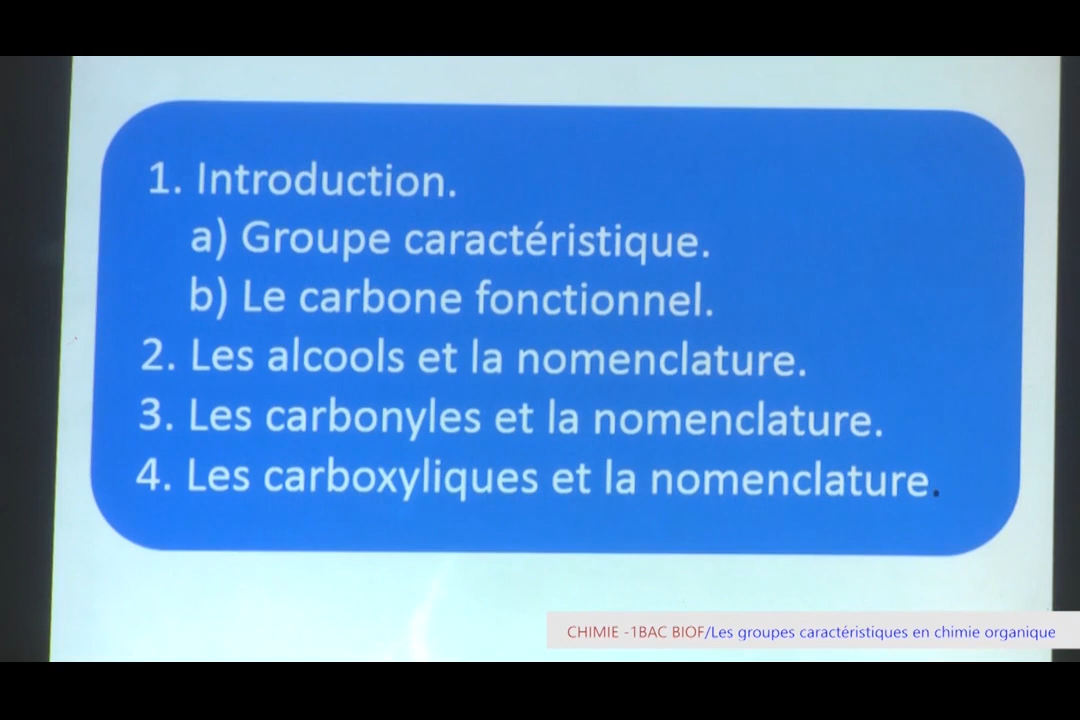 1. Introduction.
a) Groupe caractéristique.
b) Le carbone fonctionnel.
2. Les alcools et la nomenclature.
3. Les carbonyles et la nomenclature.
4. Les carboxyliques et la nomenclature.
CHIMIE -1BAC BIOF/Les groupes caractéristiques en chimie organique